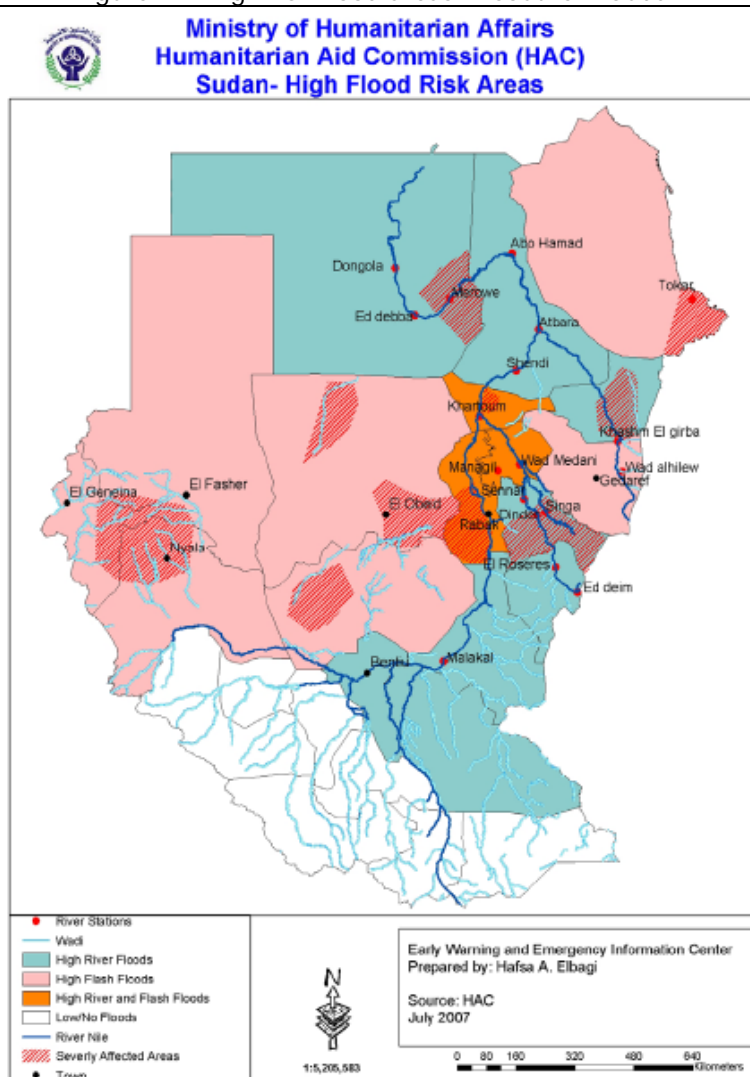 Ministry of Humanitarian Affairs
Humanitarian Aid Commission (HAC)
Sudan- High Flood Risk Areas
Abo Hamad
Dongola
Tokar
Merowe
Ed debba
Atbara
Shendi
Khartoum
Khashm El girba
Wad Medani
Managil
Wad alhilew
Gedaref
El Fasher
El Geneina
Sennar
El Obeid
Singa
Rabak
Dinder
Nyala
El Roseres
Ed deim
Malakal
Bentiu
River Stations
Wadi
High River Floods
High Flash Floods
High River and Flash Floods
Low/No Floods
River Nile
Severly Affected Areas
Town
N
1:5,205,583
Early Warning and Emergency Information Center
Prepared by: Hafsa A. Elbagi
Source: HAC
July 2007
0 80 160 320 480 640
Kilometers